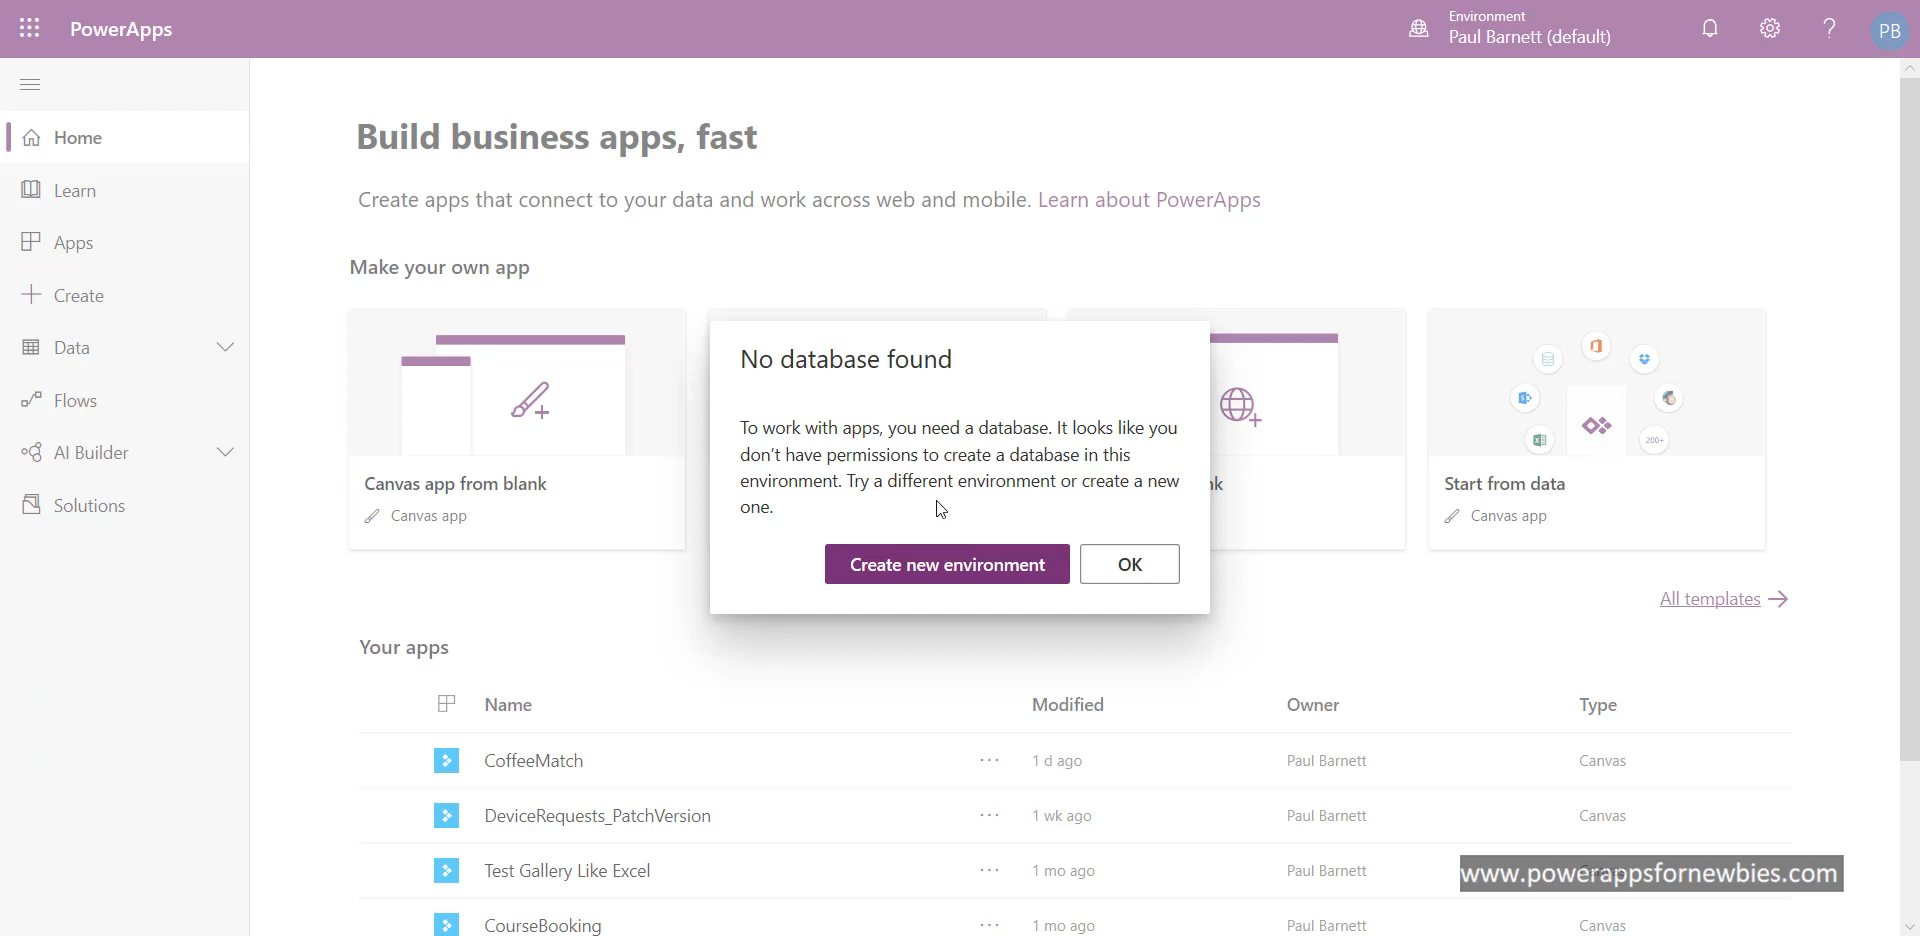 PowerApps
Environment
Paul Barnett (default)
PB
Home
Learn
Apps
Create
Data
Flows
AI Builder
Solutions
Build business apps, fast
Create apps that connect to your data and work across web and mobile. Learn about PowerApps
Make your own app
Canvas app from blank
Canvas app
nk
200+
Start from data
Canvas app
No database found
To work with apps, you need a database. It looks like you
don't have permissions to create a database in this
environment. Try a different environment or create a new
one.
Create new environment
OK
All templates
Your apps
Name Modified Owner Type
CoffeeMatch ... 1 d ago Paul Barnett Canvas
DeviceRequests_PatchVersion ... 1 wk ago Paul Barnett Canvas
Test Gallery Like Excel ... 1 mo ago Paul Barnett
www.powerappsfornewbies.com
CourseBooking ... 1 mo ago Paul Barnett Canvas